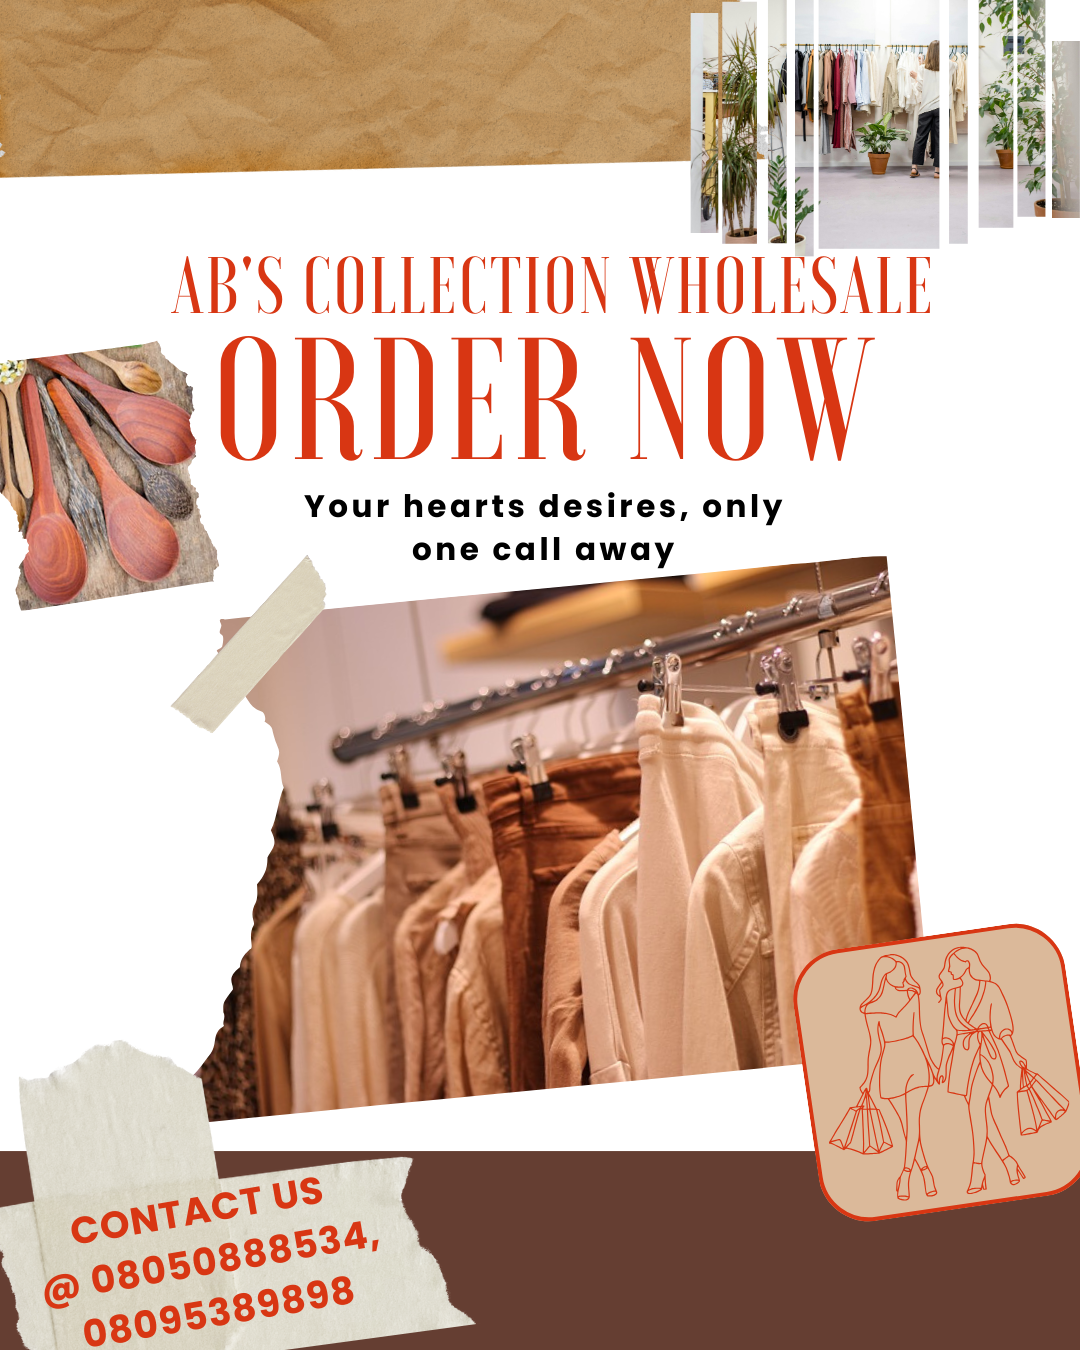 AB'S COLLECTION WHOLESALE
ORDER NOW
Your hearts desires, only
one call away
CONTACT US
@ 08050888534,
08095389898